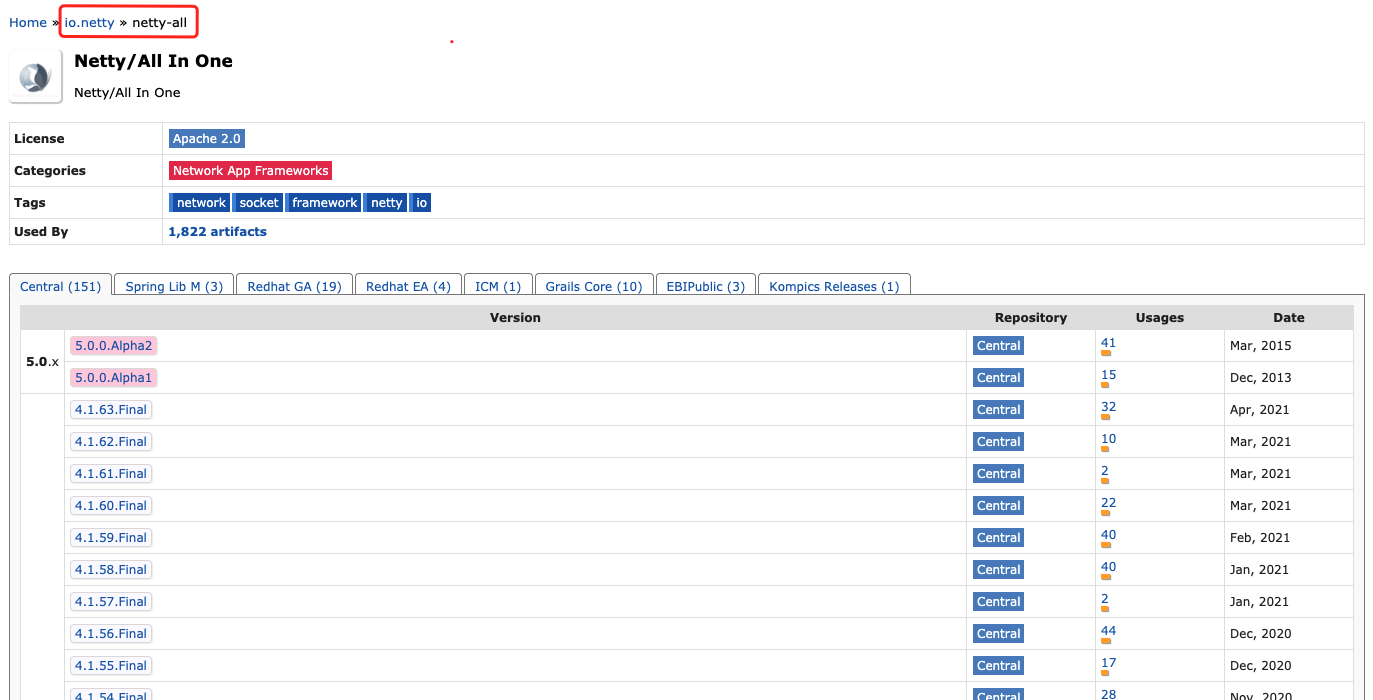 Home » io.netty » netty-all
Netty/All In One
Netty/All In One
License Apache 2.0
Categories Network App Frameworks
Tags network socket framework netty io
Used By 1,822 artifacts
Central (151) Spring Lib M (3) Redhat GA (19) Redhat EA (4) ICM (1) Grails Core (10) EBIPublic (3) Kompics Releases (1)
Version Repository Usages Date
5.0.x
5.0.0.Alpha2 Central 41 Mar, 2015
5.0.0.Alpha1 Central 15 Dec, 2013
4.1.63.Final Central 32 Apr, 2021
4.1.62.Final Central 10 Mar, 2021
4.1.61.Final Central 2 Mar, 2021
4.1.60.Final Central 22 Mar, 2021
4.1.59.Final Central 40 Feb, 2021
4.1.58.Final Central 40 Jan, 2021
4.1.57.Final Central 2 Jan, 2021
4.1.56.Final Central 44 Dec, 2020
4.1.55.Final Central 17 Dec, 2020
4.1.54.Final Central 28 Nov, 2020